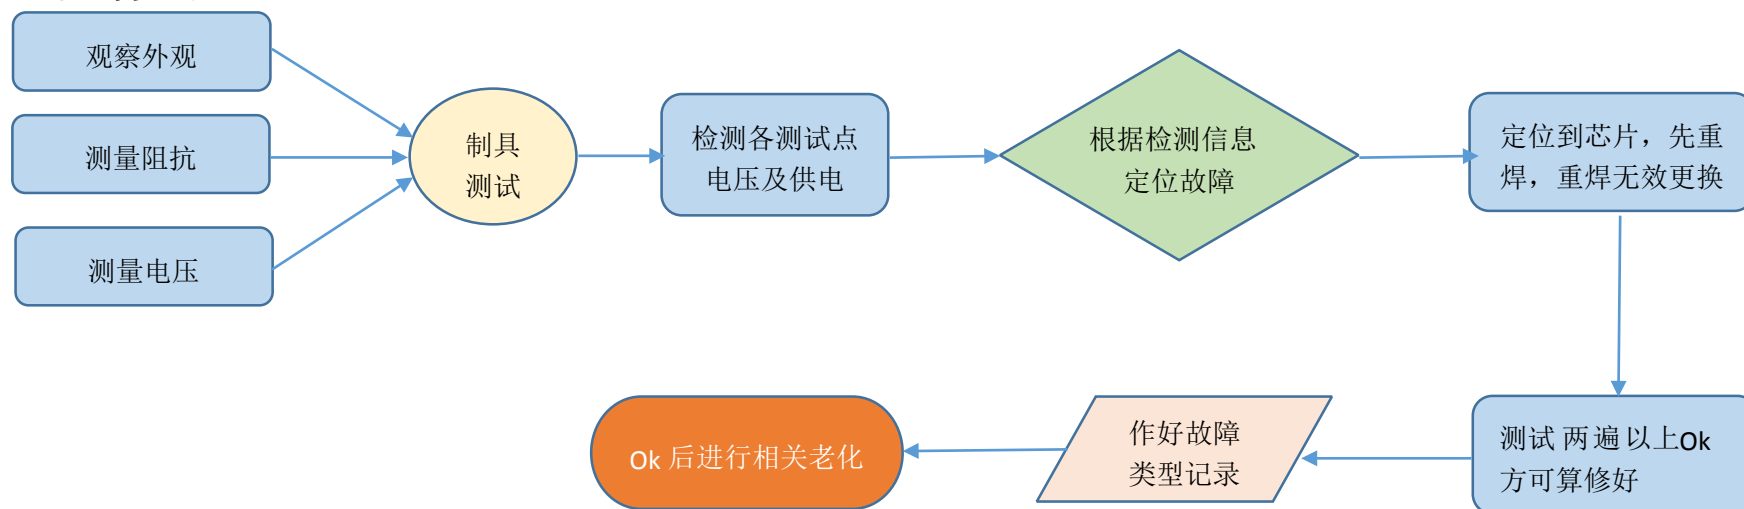 观察外观
测量阻抗
测量电压
制具
测试
检测各测试点
电压及供电
根据检测信息
定位故障
定位到芯片，先重
焊，重焊无效更换
测试 两遍以上Ok
方可算修好
作好故障
类型记录
Ok 后进行相关老化